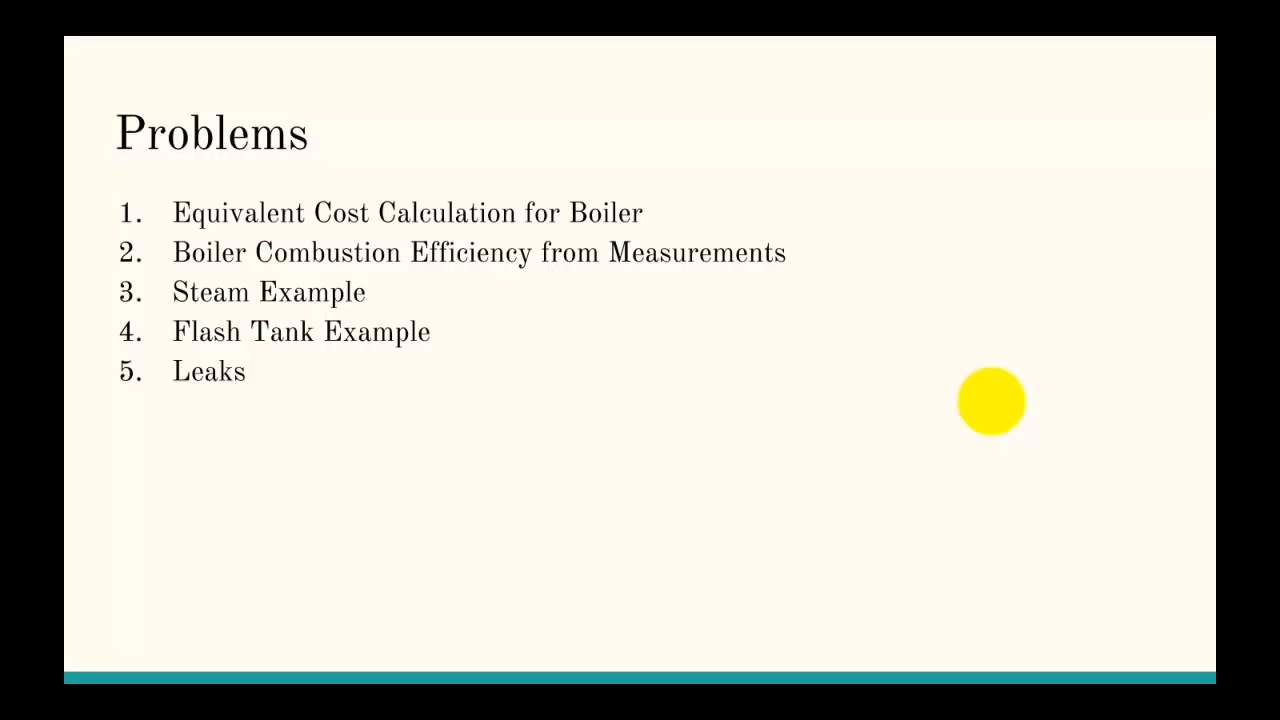 Problems
1. Equivalent Cost Calculation for Boiler
2. Boiler Combustion Efficiency from Measurements
3. Steam Example
4. Flash Tank Example
5. Leaks